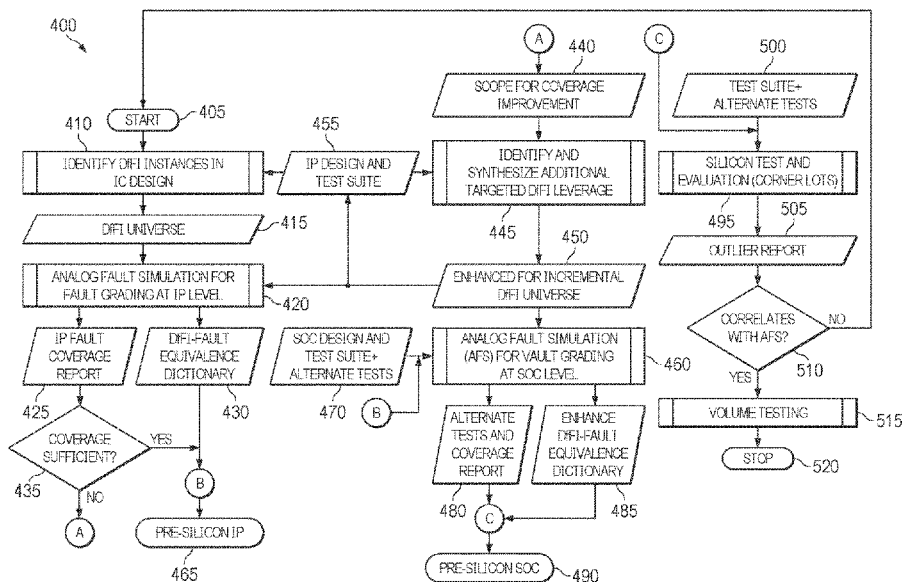 400
START
405
410
IDENTIFY DIFI INSTANCES IN
IC DESIGN
DIFI UNIVERSE
415
ANALOG FAULT SIMULATION FOR
FAULT GRADING AT IP LEVEL
420
IP FAULT
COVERAGE
REPORT
425
DIFI-FAULT
EQUIVALENCE
DICTIONARY
430
COVERAGE
SUFFICIENT?
435
YES
NO
A
B
PRE-SILICON IP
465
455
IP DESIGN AND
TEST SUITE
A
440
SCOPE FOR COVERAGE
IMPROVEMENT
IDENTIFY AND
SYNTHESIZE ADDITIONAL
TARGETED DIFI LEVERAGE
445
450
ENHANCED FOR INCREMENTAL
DIFI UNIVERSE
SOC DESIGN AND
TEST SUITE+
ALTERNATE TESTS
470
B
ANALOG FAULT SIMULATION
(AFS) FOR VAULT GRADING
AT SOC LEVEL
460
ALTERNATE
TESTS AND
COVERAGE
REPORT
480
ENHANCE
DIFI-FAULT
EQUIVALENCE
DICTIONARY
485
C
PRE-SILICON SOC
490
C
500
TEST SUITE+
ALTERNATE TESTS
SILICON TEST AND
EVALUATION (CORNER LOTS)
495
505
OUTLIER REPORT
CORRELATES
WITH AFS?
NO
510
YES
VOLUME TESTING
515
STOP
520